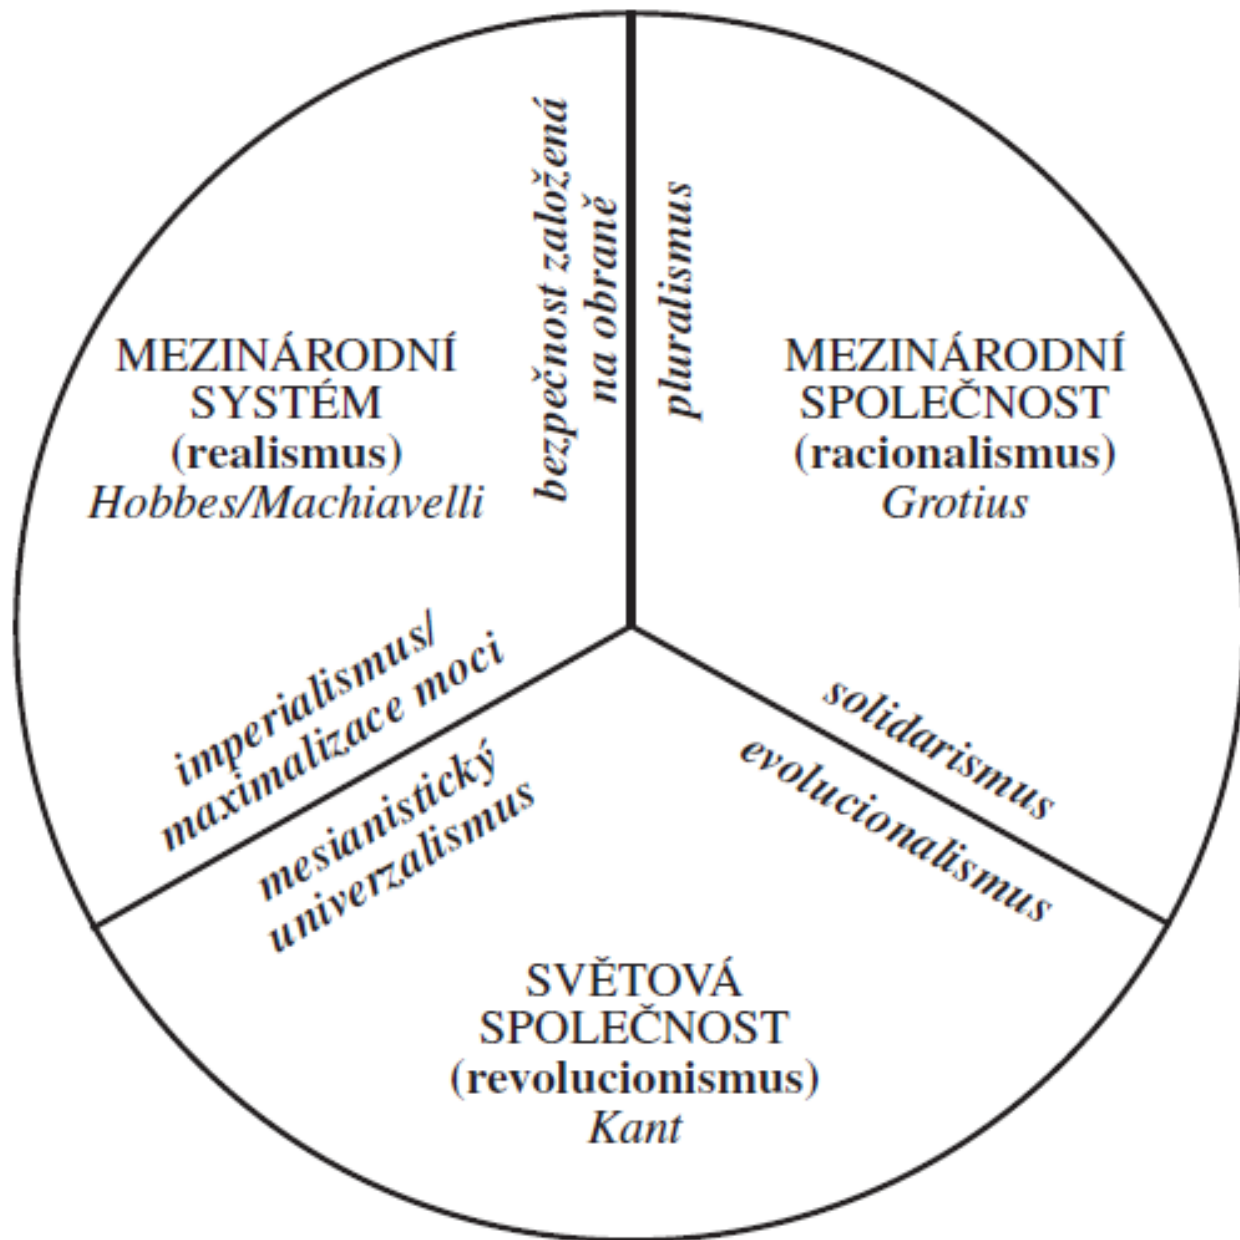 bezpečnost založená
na obraně
pluralismus
MEZINÁRODNÍ
SYSTÉM
(realismus)
Hobbes/Machiavelli
MEZINÁRODNÍ
SPOLEČNOST
(racionalismus)
Grotius
imperialismus/
maximalizace moci
mesianistický
univerzalismus
solidarismus
evolucionalismus
SVĚTOVÁ
SPOLEČNOST
(revolucionismus)
Kant